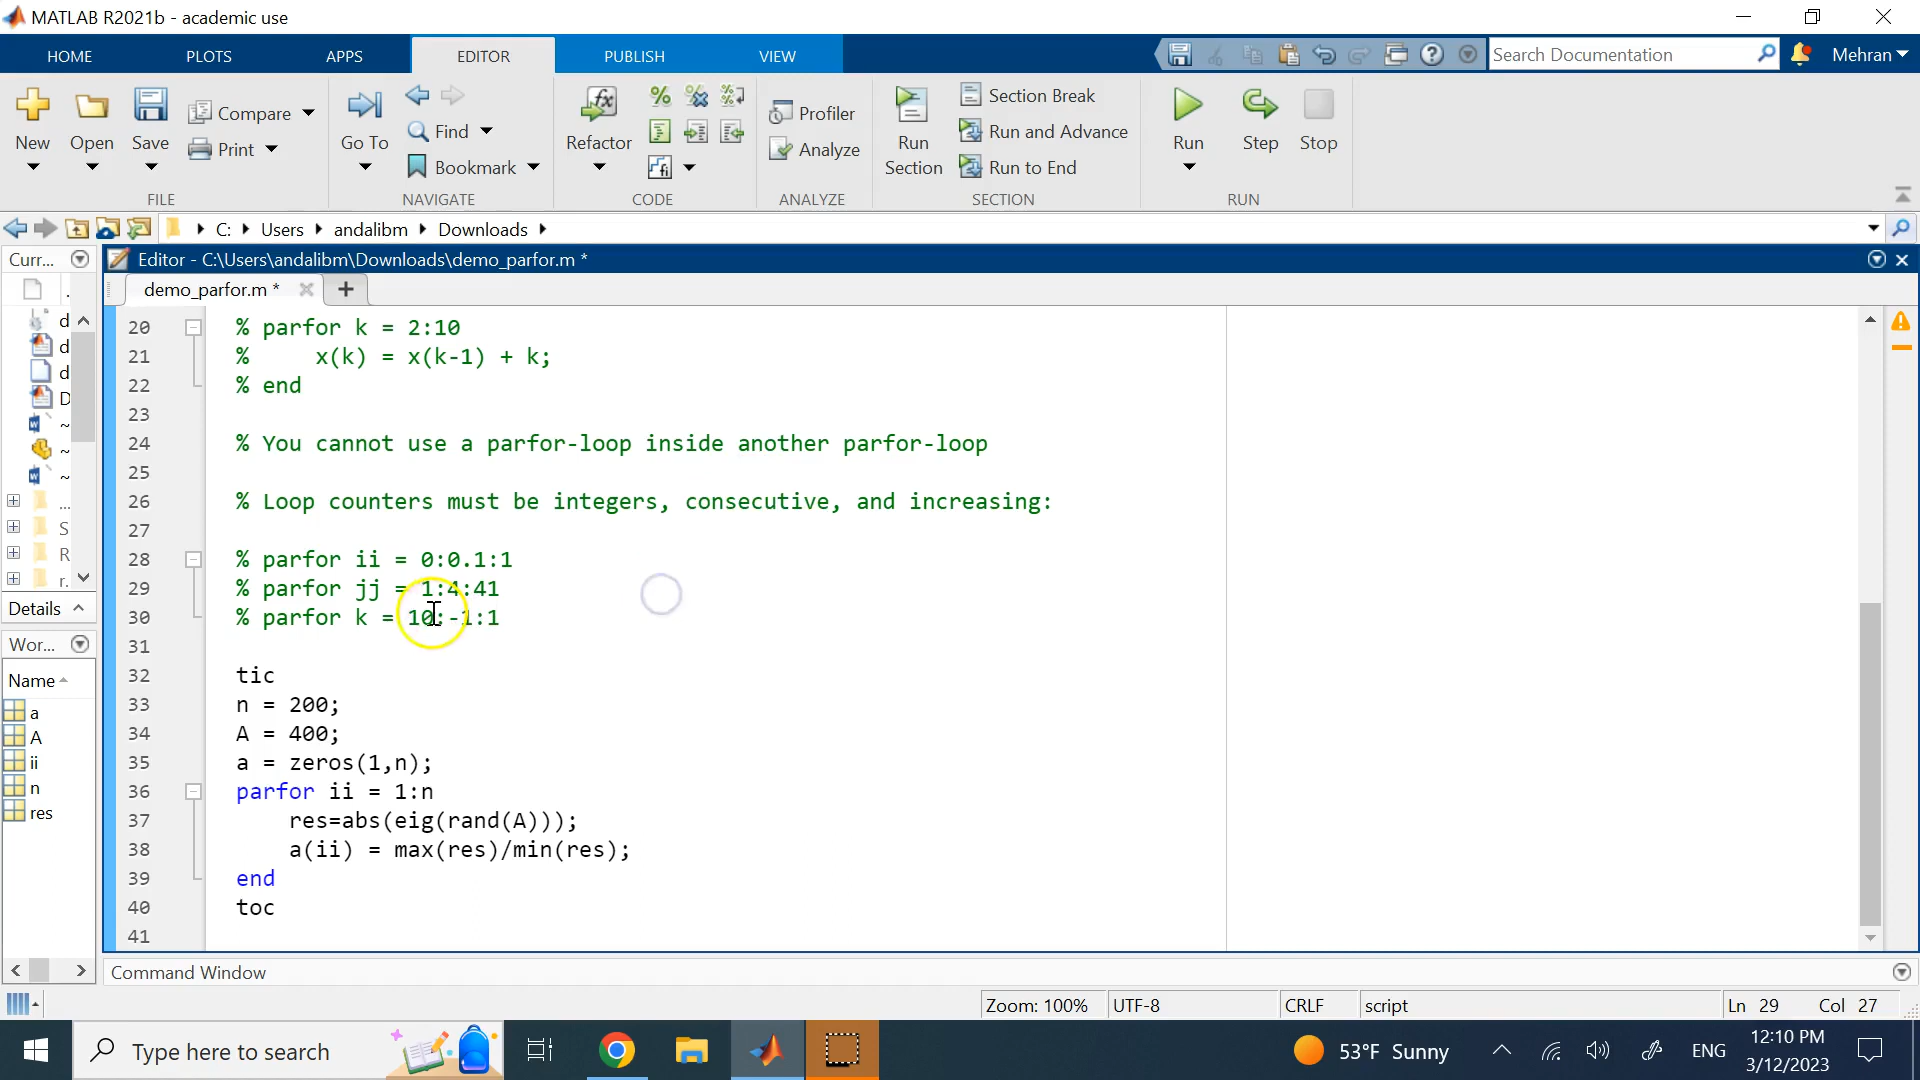 MATLAB R2021b - academic use
HOME PLOTS APPS EDITOR PUBLISH VIEW Search Documentation Mehran
New Open Save Compare Print Go To Find Bookmark Refactor Profiler Analyze Run Section Section Break Run and Advance Run to End Run Step Stop
FILE NAVIGATE CODE ANALYZE SECTION RUN
C: Users andalibm Downloads
Curr... Editor - C:\Users\andalibm\Downloads\demo_parfor.m *
demo_parfor.m *
20 % parfor k = 2:10
21 % x(k) = x(k-1) + k;
22 % end
23
24 % You cannot use a parfor-loop inside another parfor-loop
25
26 % Loop counters must be integers, consecutive, and increasing:
27
28 % parfor ii = 0:0.1:1
29 % parfor jj = 1:4:41
30 % parfor k = 10:-1:1
31
32 tic
33 n = 200;
34 A = 400;
35 a = zeros(1,n);
36 parfor ii = 1:n
37 res=abs(eig(rand(A)));
38 a(ii) = max(res)/min(res);
39 end
40 toc
41
d
d
d
D
~
~
~
...
S
R
r.
Details
Wor...
Name
a
A
ii
n
res
Command Window
Zoom: 100% UTF-8 CRLF script Ln 29 Col 27
Type here to search 53°F Sunny ENG 12:10 PM
3/12/2023